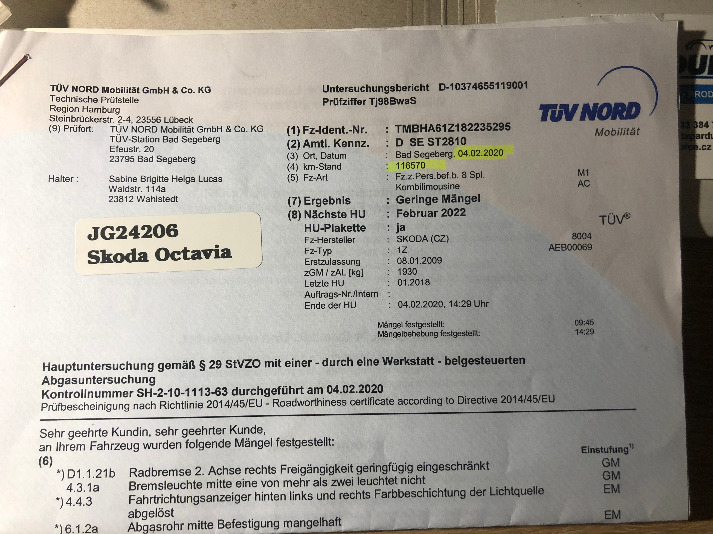 TÜV NORD Mobilität GmbH & Co. KG
Technische Prüfstelle
Region Hamburg
Steinbrückerstr. 2-4, 23556 Lübeck
(9) Prüfort: TÜV NORD Mobilität GmbH & Co. KG
TÜV-Station Bad Segeberg
Efeustr. 20
23795 Bad Segeberg
Halter : Sabine Brigitte Helga Lucas
Waldstr. 114a
23812 Wahlstedt
JG24206
Skoda Octavia
Untersuchungsbericht D-10374655119001
Prüfziffer Tj98BwaS
TÜV NORD
Mobilität
(1) Fz-Ident.-Nr. : TMBHA61Z182235295
(2) Amtl. Kennz. : D SE ST2810
(3) Ort, Datum : Bad Segeberg, 04.02.2020
(4) km-Stand : 116570
(5) Fz-Art : Fz.z.Pers.bef.b. 8 Spl. M1
Kombilimousine AC
(7) Ergebnis : Geringe Mängel
(8) Nächste HU : Februar 2022
HU-Plakette : ja
TÜV®
Fz-Hersteller : SKODA (CZ) 8004
Fz-Typ : 1Z AEB00069
Erstzulassung : 08.01.2009
zGM / zAl. [kg] : 1930
Letzte HU : 01.2018
Auftrags-Nr./Intern :
Ende der HU : 04.02.2020, 14:29 Uhr
Mängel festgestellt: 09:45
Mängelbehebung festgestellt: 14:29
Hauptuntersuchung gemäß § 29 StVZO mit einer - durch eine Werkstatt - beigesteuerten
Abgasuntersuchung
Kontrollnummer SH-2-10-1113-63 durchgeführt am 04.02.2020
Prüfbescheinigung nach Richtlinie 2014/45/EU - Roadworthiness certificate according to Directive 2014/45/EU
Sehr geehrte Kundin, sehr geehrter Kunde,
an Ihrem Fahrzeug wurden folgende Mängel festgestellt:
(6) Einstufung¹⁾
*) D1.1.21b Radbremse 2. Achse rechts Freigängigkeit geringfügig eingeschränkt GM
4.3.1a Bremsleuchte mitte eine von mehr als zwei leuchtet nicht GM
*) 4.4.3 Fahrtrichtungsanzeiger hinten links und rechts Farbbeschichtung der Lichtquelle EM
abgelöst
*) 6.1.2a Abgasrohr mitte Befestigung mangelhaft EM